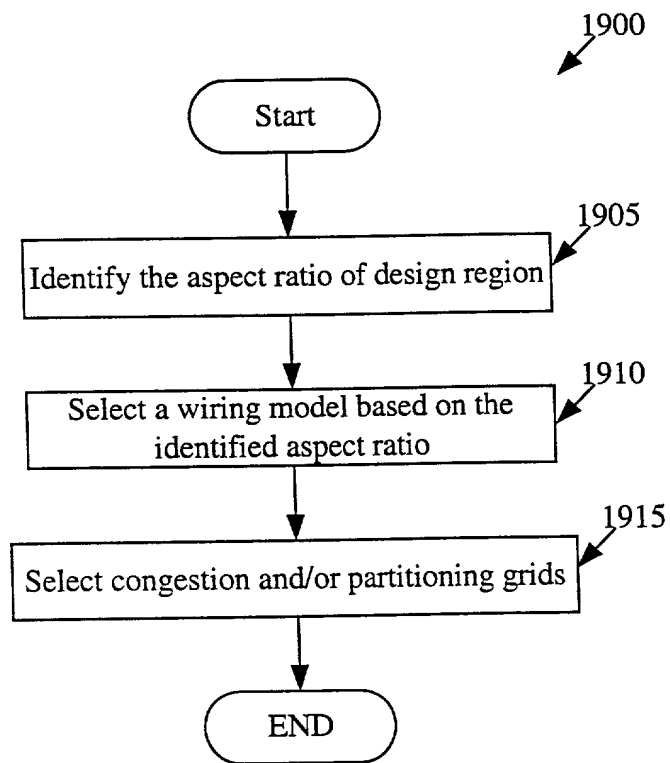 1900
Start
1905
Identify the aspect ratio of design region
1910
Select a wiring model based on the
identified aspect ratio
1915
Select congestion and/or partitioning grids
END